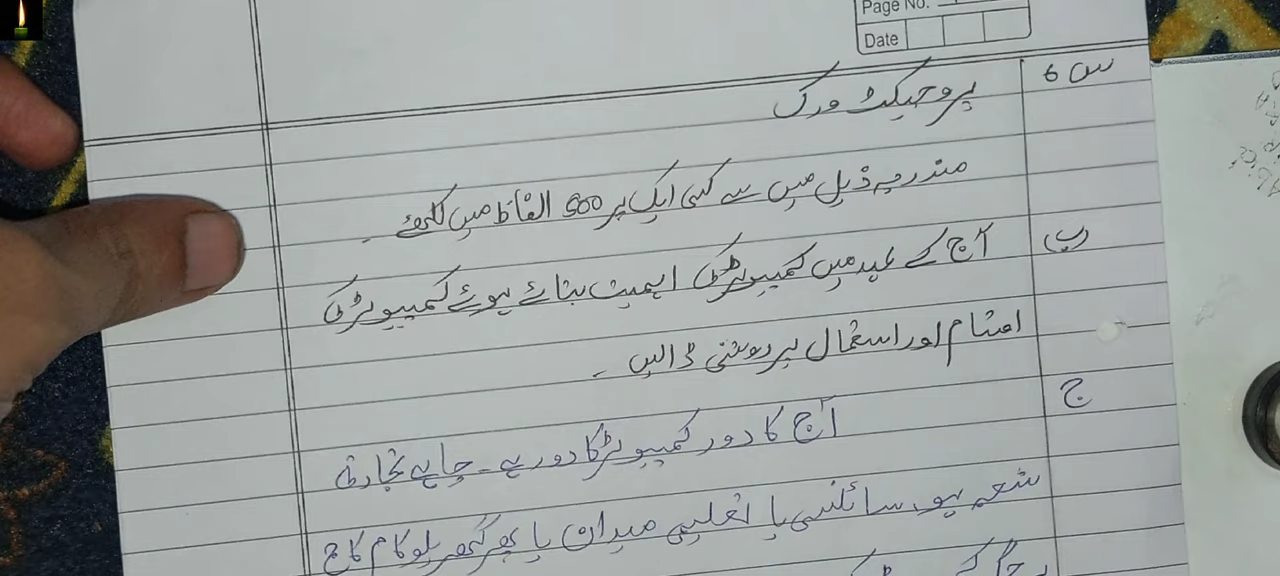 Page No.
Date
س 6
پروجیکٹ ورک
مندرجہ ذیل میں سے کسی ایک پر 500 الفاظ میں لکھئے۔
ب
آج کے عہد میں کمپیوٹر کی اہمیت بتاتے ہوئے کمپیوٹر کی
اقسام اور استعمال پر روشنی ڈالیں۔
ج
آج کا دور کمپیوٹر کا دور ہے۔ چاہے تجارتی
شعبہ ہو، سائنسی یا تعلیمی میدان یا پھر گھریلو کام کاج